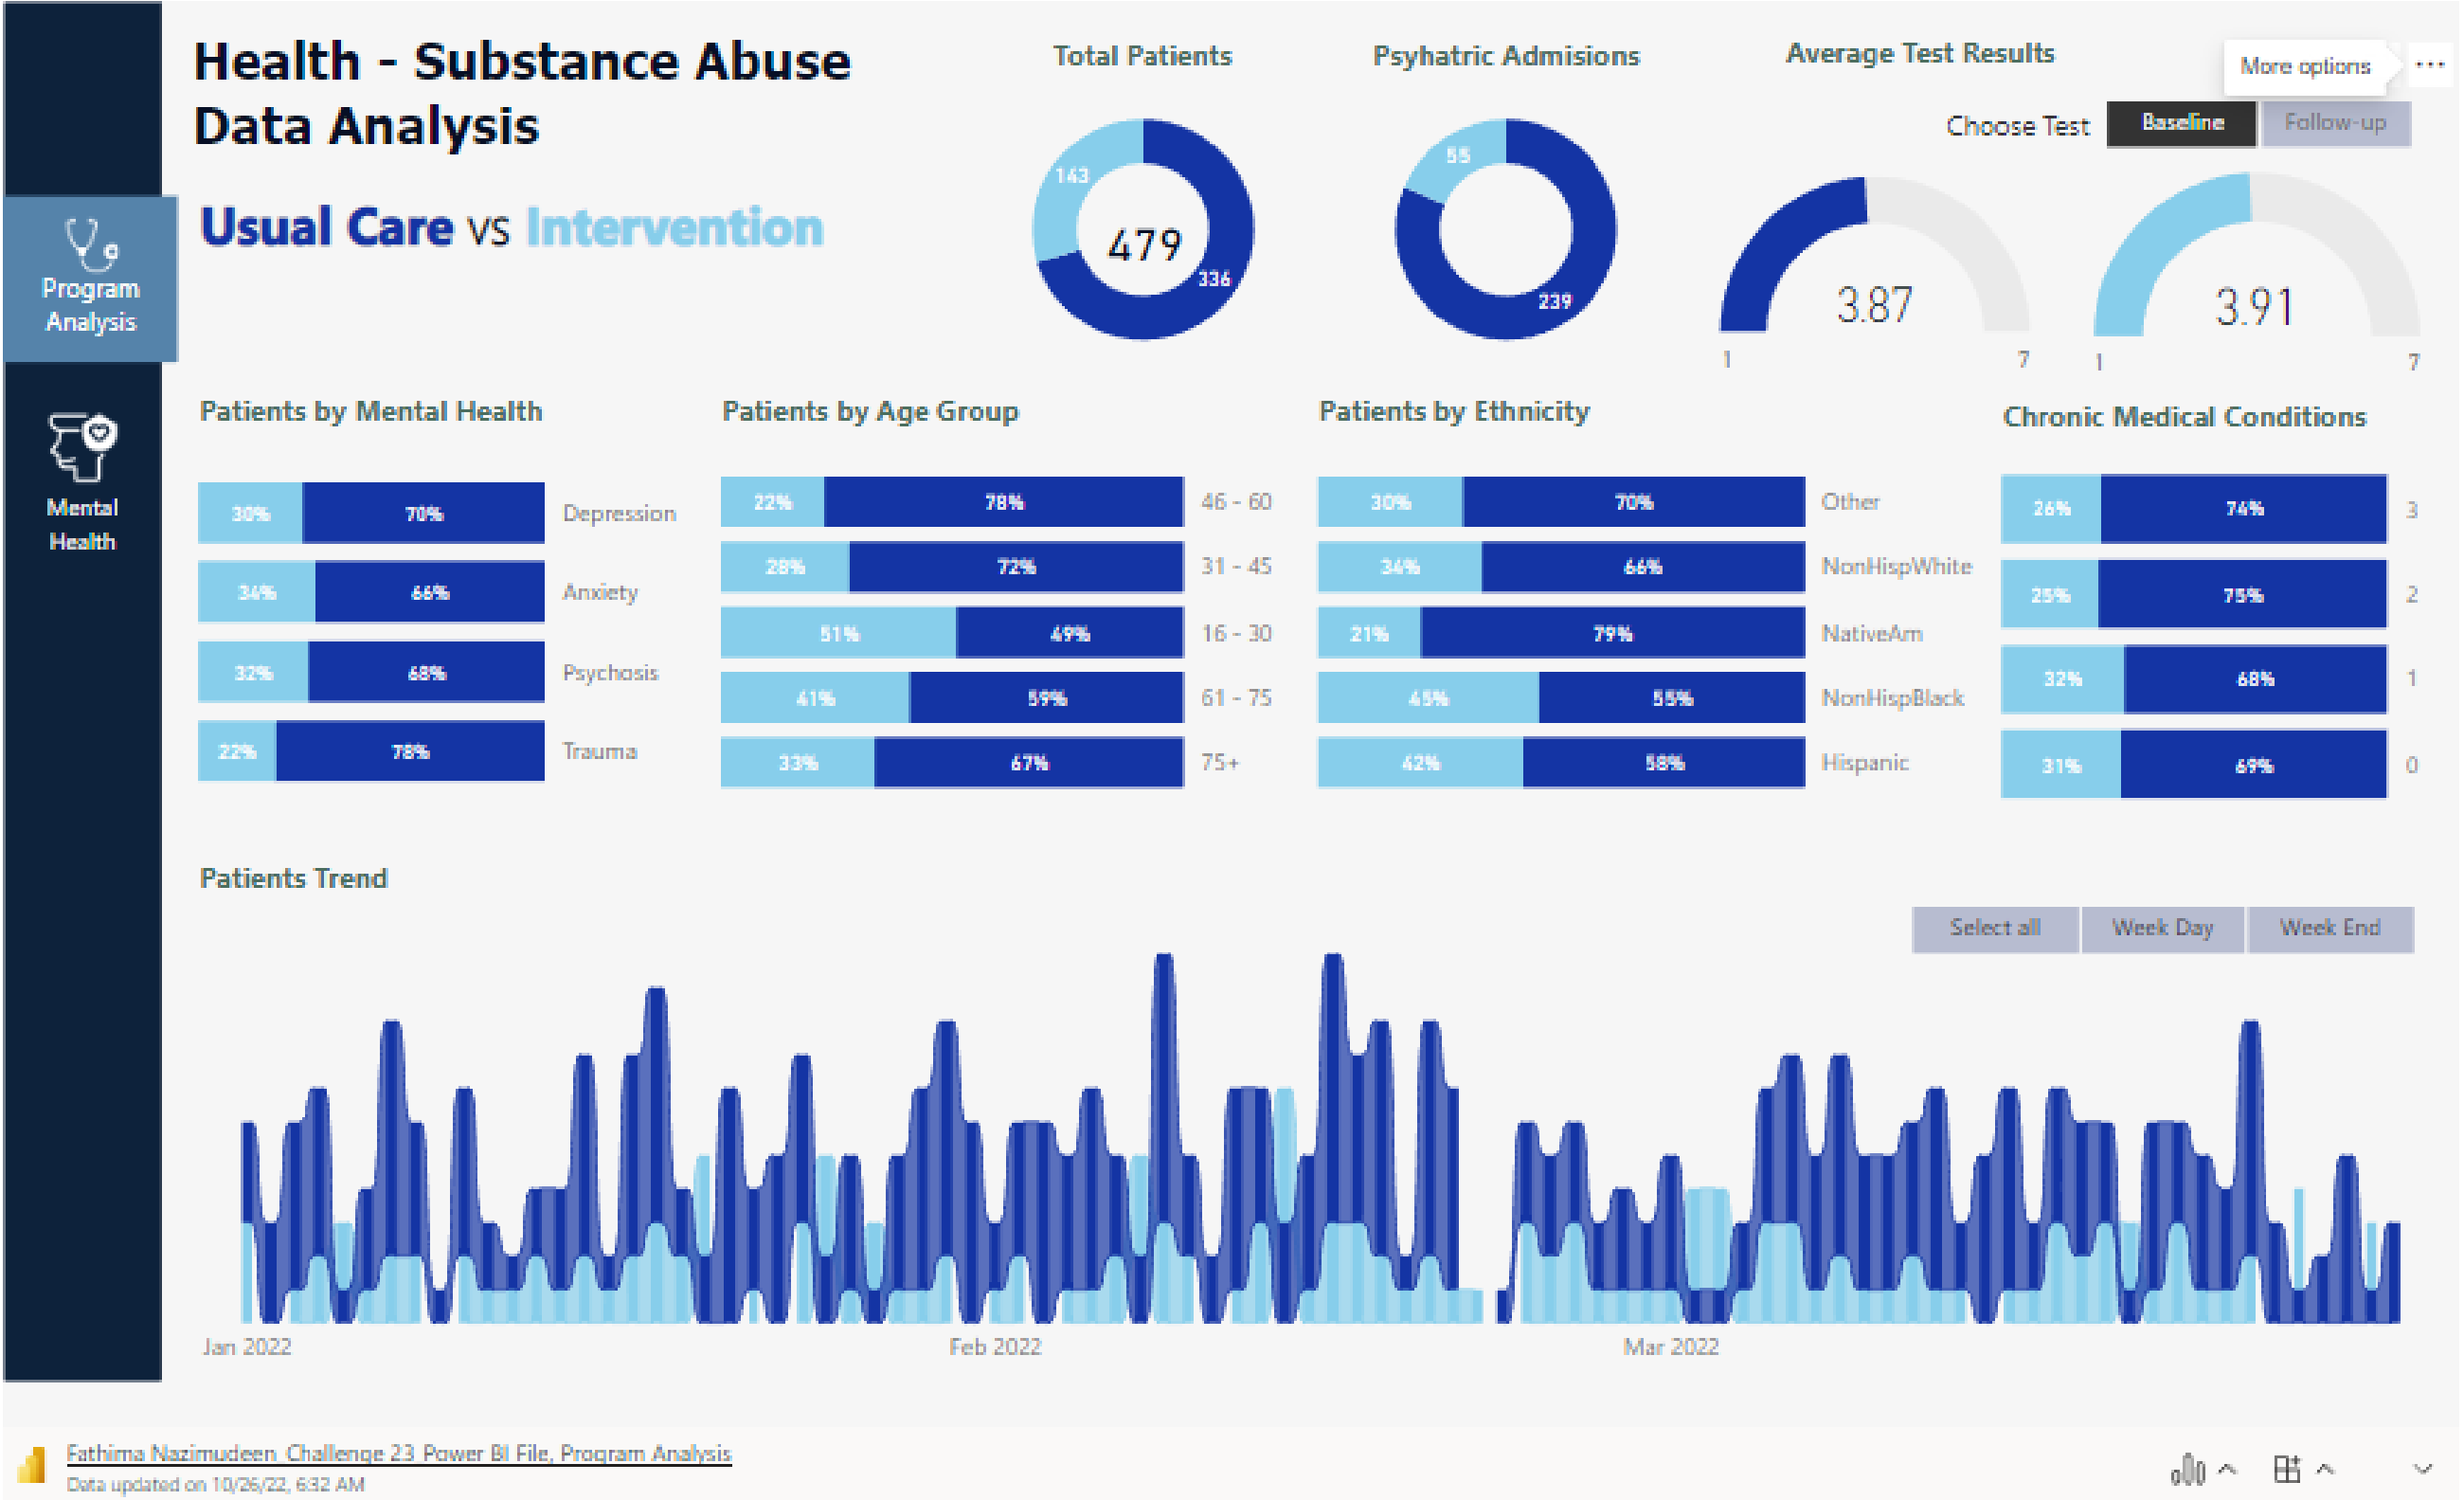 Health - Substance Abuse
Data Analysis
Usual Care vs Intervention
Program
Analysis
Mental
Health
Total Patients
143
479
336
Psyhatric Admisions
55
239
Average Test Results
More options
...
Choose Test
Baseline
Follow-up
3.87
1
7
3.91
1
7
Patients by Mental Health
30% 70% Depression
34% 66% Anxiety
32% 68% Psychosis
22% 78% Trauma
Patients by Age Group
22% 78% 46 - 60
28% 72% 31 - 45
51% 49% 16 - 30
41% 59% 61 - 75
33% 67% 75+
Patients by Ethnicity
30% 70% Other
34% 66% NonHispWhite
21% 79% NativeAm
45% 55% NonHispBlack
42% 58% Hispanic
Chronic Medical Conditions
26% 74% 3
25% 75% 2
32% 68% 1
31% 69% 0
Patients Trend
Select all
Week Day
Week End
Jan 2022
Feb 2022
Mar 2022
Fathima Nazimudeen_Challenge 23_Power BI File, Program Analysis
Data updated on 10/26/22, 6:32 AM